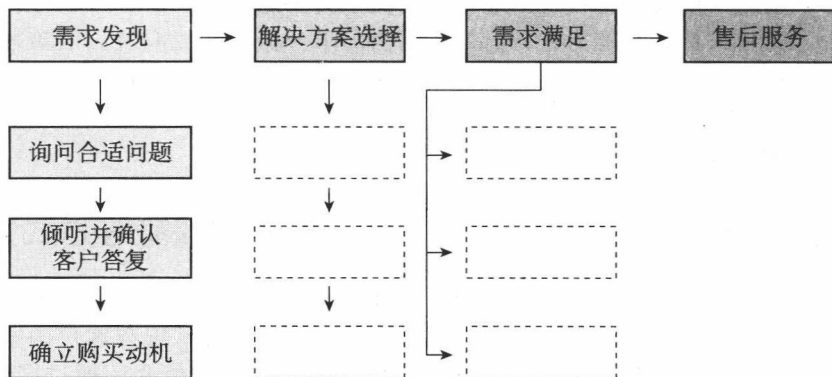 需求发现
解决方案选择
需求满足
售后服务
询问合适问题
倾听并确认
客户答复
确立购买动机